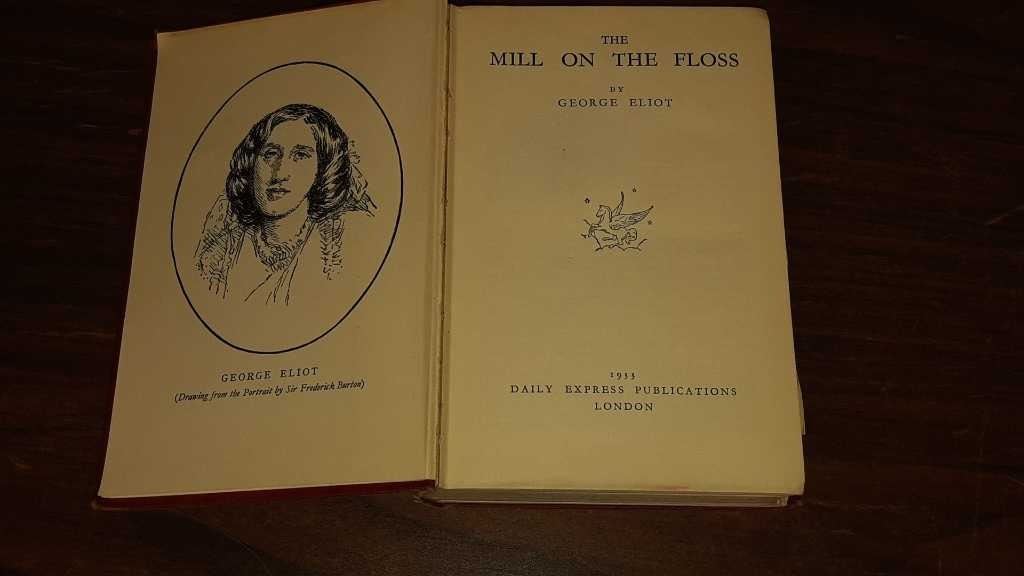 GEORGE ELIOT
(Drawing from the Portrait by Sir Frederick Burton)
THE
MILL ON THE FLOSS
BY
GEORGE ELIOT
1933
DAILY EXPRESS PUBLICATIONS
LONDON